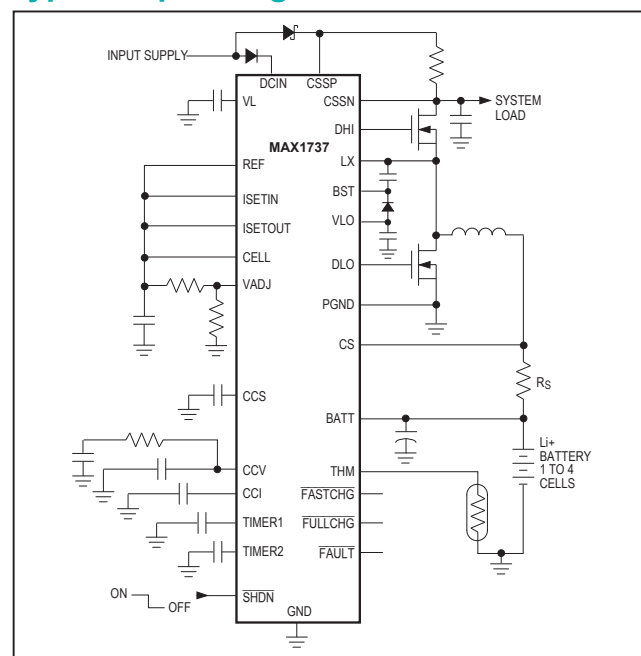 INPUT SUPPLY
DCIN
CSSP
VL
CSSN
SYSTEM
LOAD
DHI
MAX1737
LX
REF
BST
ISETIN
VLO
ISETOUT
CELL
DLO
VADJ
PGND
CS
RS
CCS
BATT
Li+
BATTERY
1 TO 4
CELLS
THM
CCV
CCI
FASTCHG
TIMER1
FULLCHG
TIMER2
FAULT
ON
OFF
SHDN
GND